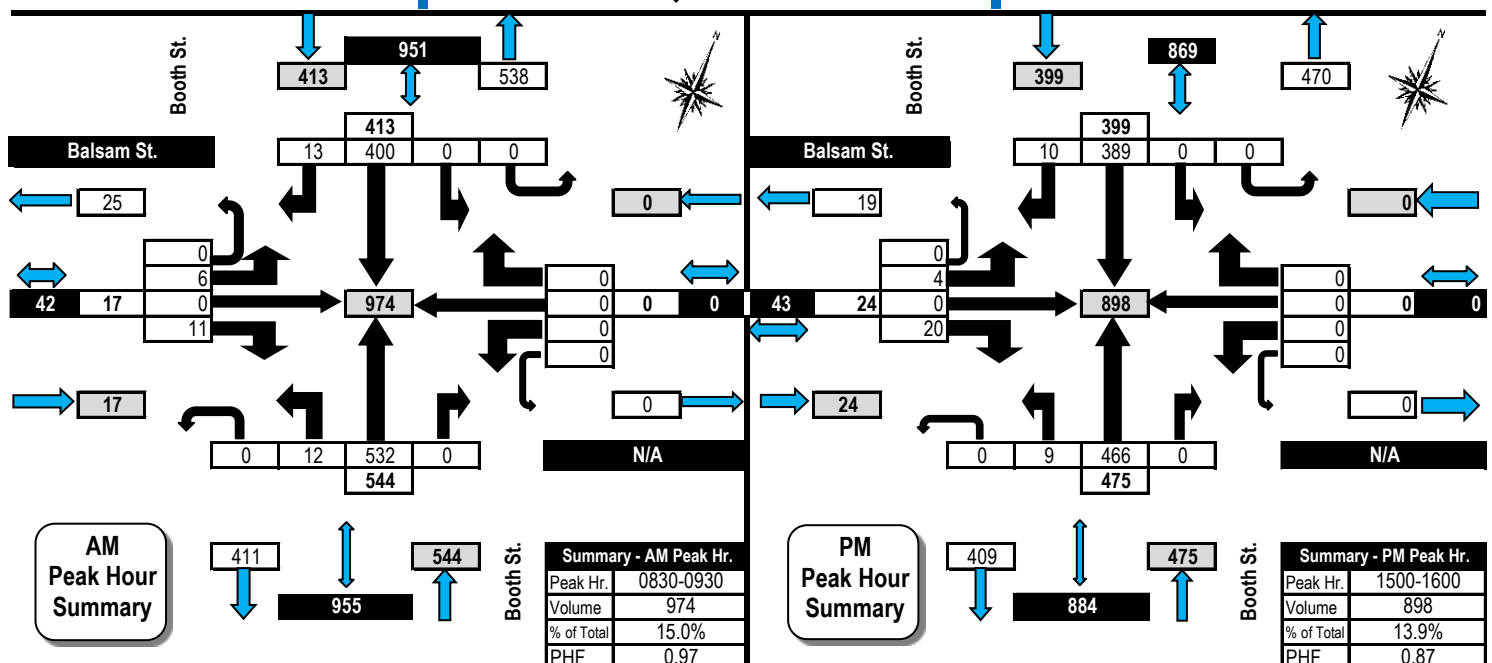 Booth St.
413
951
538
N
413
13 400 0 0
Balsam St.
25
0
0
6
0
11
42 17
974
0
0
0
0
0 0
17
0
0 12 532 0
544
N/A
AM
Peak Hour
Summary
411
544
955
Booth St.
Summary - AM Peak Hr.
Peak Hr. 0830-0930
Volume 974
% of Total 15.0%
PHF 0.97
Booth St.
399
869
470
N
399
10 389 0 0
Balsam St.
19
0
0
4
0
20
43 24
898
0
0
0
0
0 0
24
0
0 9 466 0
475
N/A
PM
Peak Hour
Summary
409
475
884
Booth St.
Summary - PM Peak Hr.
Peak Hr. 1500-1600
Volume 898
% of Total 13.9%
PHF 0.87